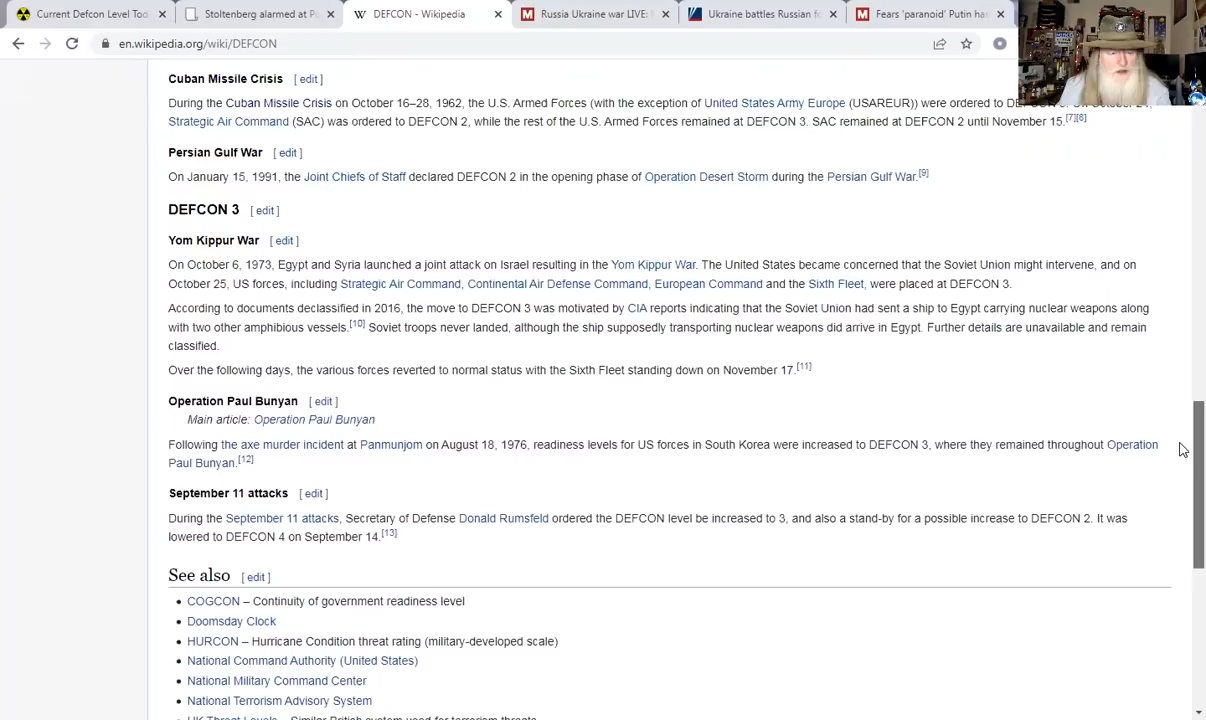 Current Defcon Level Tod
Stoltenberg alarmed at P
DEFCON - Wikipedia
Russia Ukraine war LIVE:
Ukraine battles Russian fo
Fears 'paranoid' Putin ha
en.wikipedia.org/wiki/DEFCON
Cuban Missile Crisis [ edit ]
During the Cuban Missile Crisis on October 16–28, 1962, the U.S. Armed Forces (with the exception of United States Army Europe (USAREUR)) were ordered to
Strategic Air Command (SAC) was ordered to DEFCON 2, while the rest of the U.S. Armed Forces remained at DEFCON 3. SAC remained at DEFCON 2 until November 15.[7][8]
Persian Gulf War [ edit ]
On January 15, 1991, the Joint Chiefs of Staff declared DEFCON 2 in the opening phase of Operation Desert Storm during the Persian Gulf War.[9]
DEFCON 3 [ edit ]
Yom Kippur War [ edit ]
On October 6, 1973, Egypt and Syria launched a joint attack on Israel resulting in the Yom Kippur War. The United States became concerned that the Soviet Union might intervene, and on
October 25, US forces, including Strategic Air Command, Continental Air Defense Command, European Command and the Sixth Fleet, were placed at DEFCON 3.
According to documents declassified in 2016, the move to DEFCON 3 was motivated by CIA reports indicating that the Soviet Union had sent a ship to Egypt carrying nuclear weapons along
with two other amphibious vessels.[10] Soviet troops never landed, although the ship supposedly transporting nuclear weapons did arrive in Egypt. Further details are unavailable and remain
classified.
Over the following days, the various forces reverted to normal status with the Sixth Fleet standing down on November 17.[11]
Operation Paul Bunyan [ edit ]
Main article: Operation Paul Bunyan
Following the axe murder incident at Panmunjom on August 18, 1976, readiness levels for US forces in South Korea were increased to DEFCON 3, where they remained throughout Operation
Paul Bunyan.[12]
September 11 attacks [ edit ]
During the September 11 attacks, Secretary of Defense Donald Rumsfeld ordered the DEFCON level be increased to 3, and also a stand-by for a possible increase to DEFCON 2. It was
lowered to DEFCON 4 on September 14.[13]
See also [ edit ]
• COGCON – Continuity of government readiness level
• Doomsday Clock
• HURCON – Hurricane Condition threat rating (military-developed scale)
• National Command Authority (United States)
• National Military Command Center
• National Terrorism Advisory System
• UK Threat Levels – Similar British system used for terrorism threats